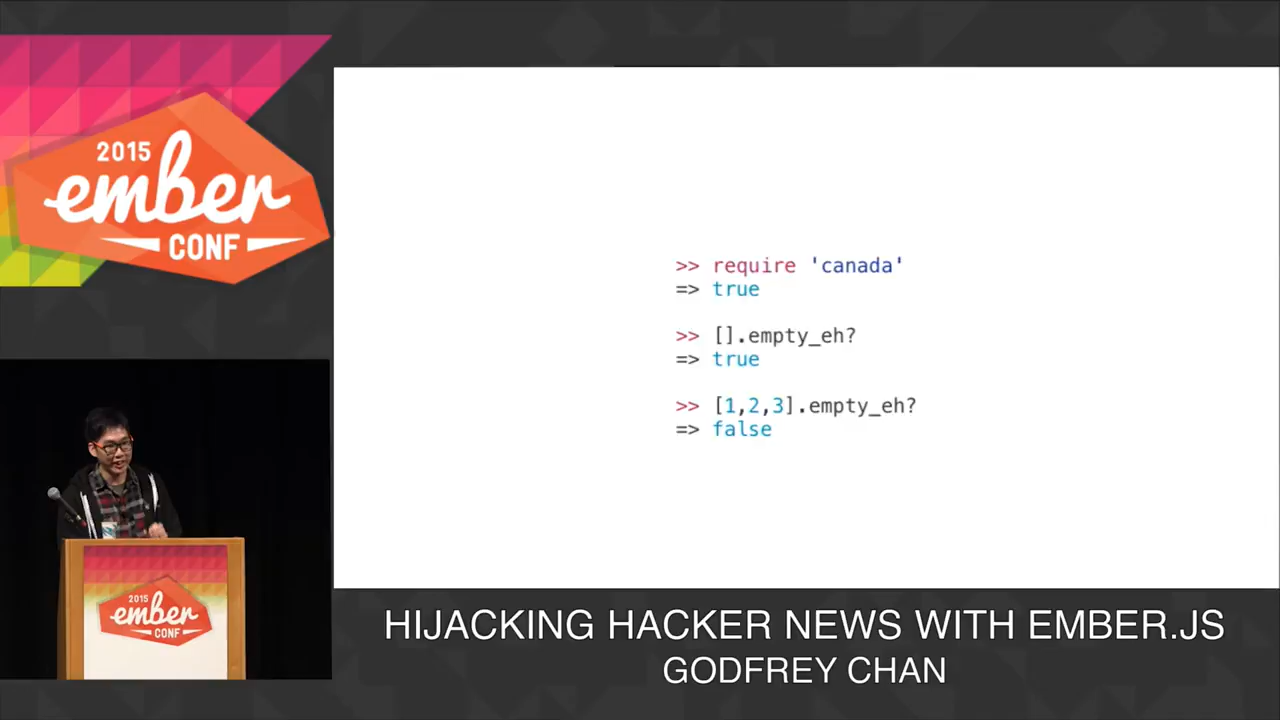 2015
ember
CONF
>> require 'canada'
=> true
>> [].empty_eh?
=> true
>> [1,2,3].empty_eh?
=> false
2015
ember
CONF
HIJACKING HACKER NEWS WITH EMBER.JS
GODFREY CHAN